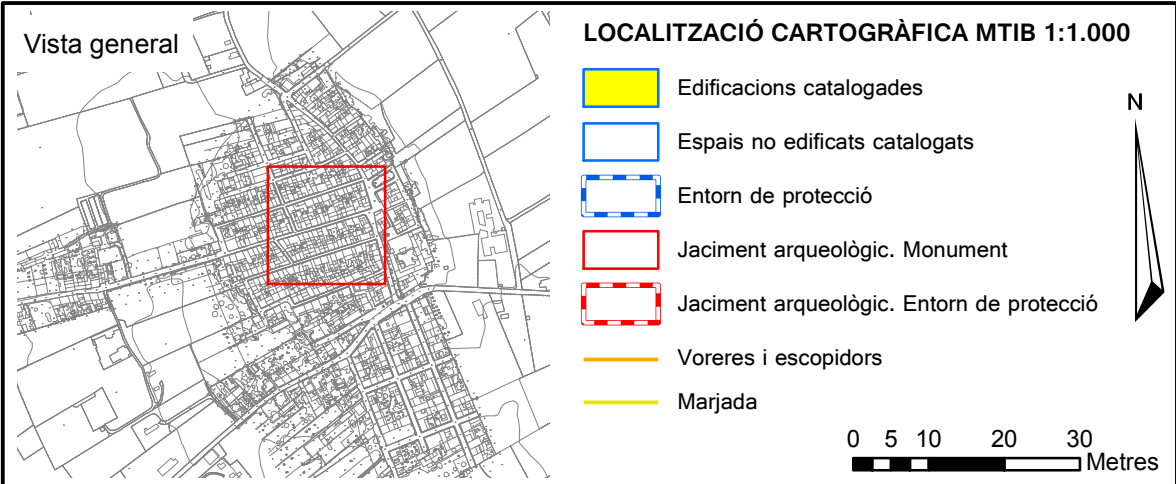 Vista general
LOCALITZACIÓ CARTOGRÀFICA MTIB 1:1.000
Edificacions catalogades
Espais no edificats catalogats
Entorn de protecció
Jaciment arqueològic. Monument
Jaciment arqueològic. Entorn de protecció
Voreres i escopidors
Marjada
N
0 5 10 20 30
Metres